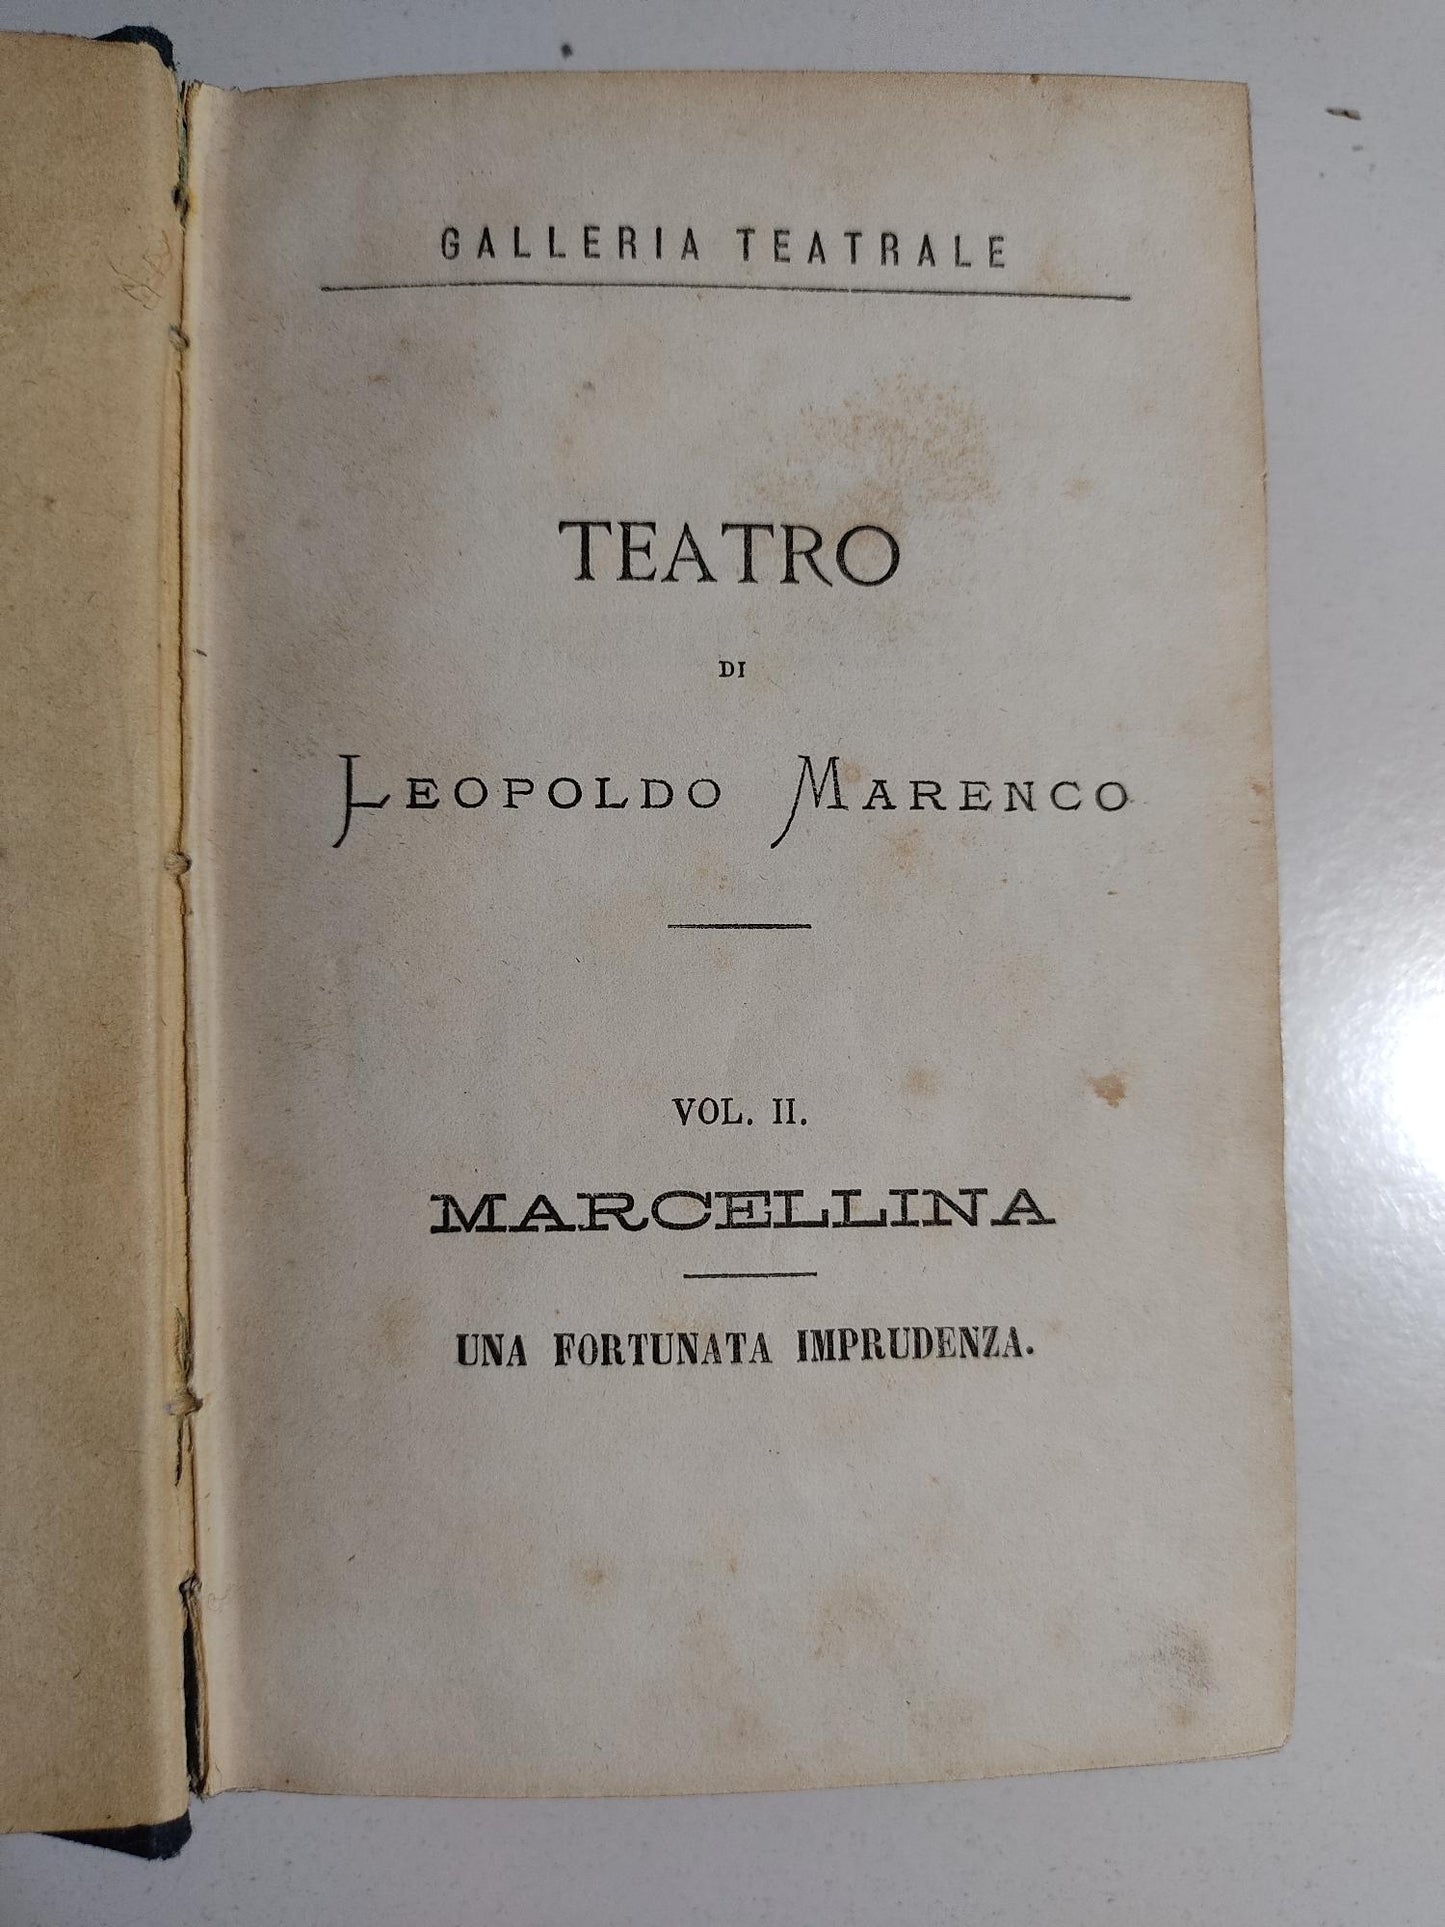 GALLERIA TEATRALE
TEATRO
DI
LEOPOLDO MARENCO
VOL. II.
MARCELLINA
UNA FORTUNATA IMPRUDENZA.